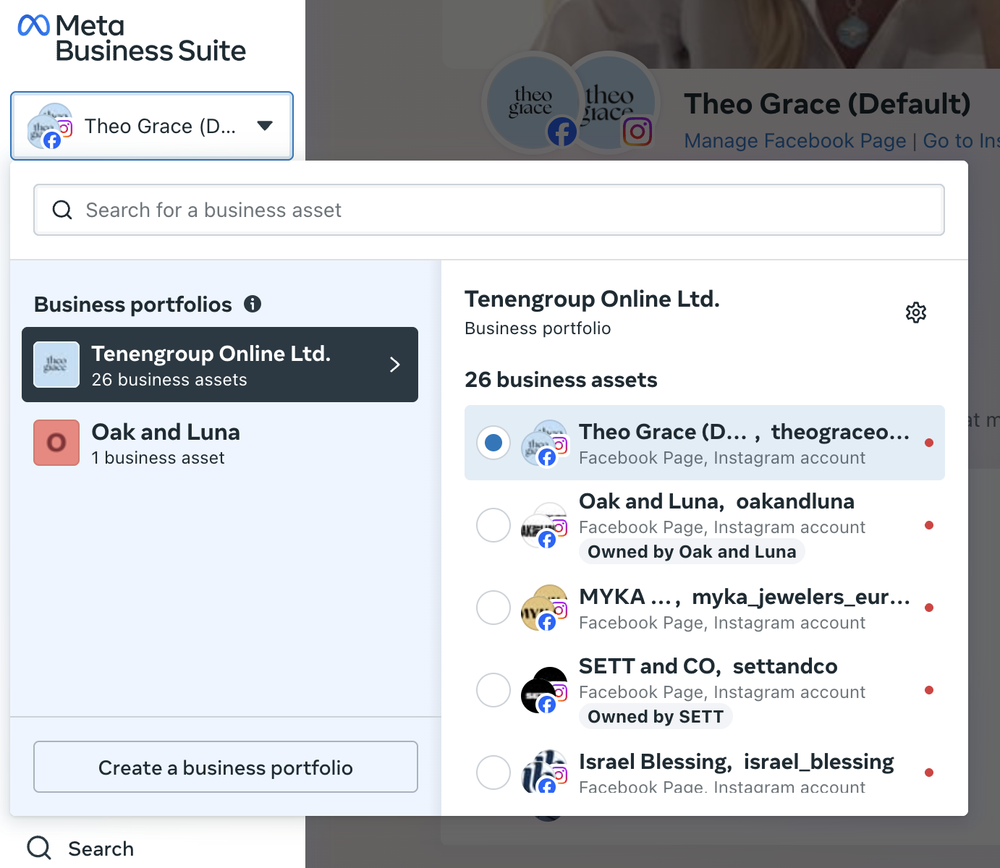 Meta
Business Suite
Theo Grace (D...
theo
grace
theo
grace
Theo Grace (Default)
Manage Facebook Page | Go to Ins
Search for a business asset
Business portfolios
Tenengroup Online Ltd.
26 business assets
Oak and Luna
1 business asset
Create a business portfolio
Tenengroup Online Ltd.
Business portfolio
26 business assets
Theo Grace (D... , theograceo...
Facebook Page, Instagram account
Oak and Luna, oakandluna
Facebook Page, Instagram account
Owned by Oak and Luna
MYKA ..., myka_jewelers_eur...
Facebook Page, Instagram account
SETT and CO, settandco
Facebook Page, Instagram account
Owned by SETT
Israel Blessing, israel_blessing
Facebook Page, Instagram account
at m
Search